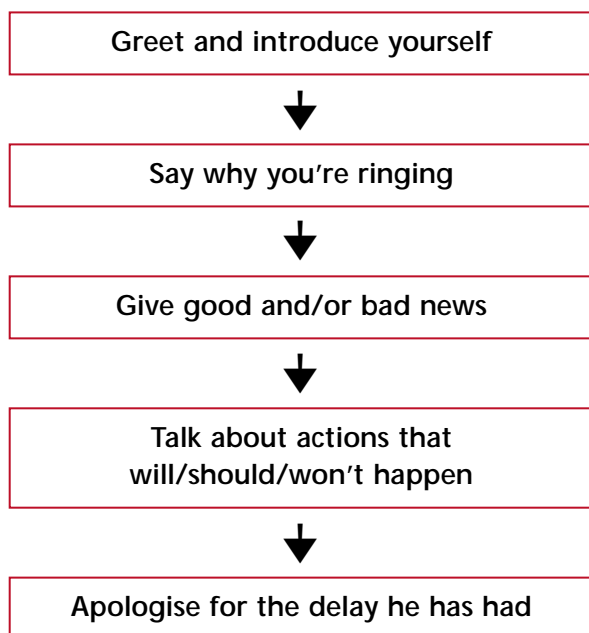 Greet and introduce yourself
Say why you're ringing
Give good and/or bad news
Talk about actions that
will/should/won't happen
Apologise for the delay he has had